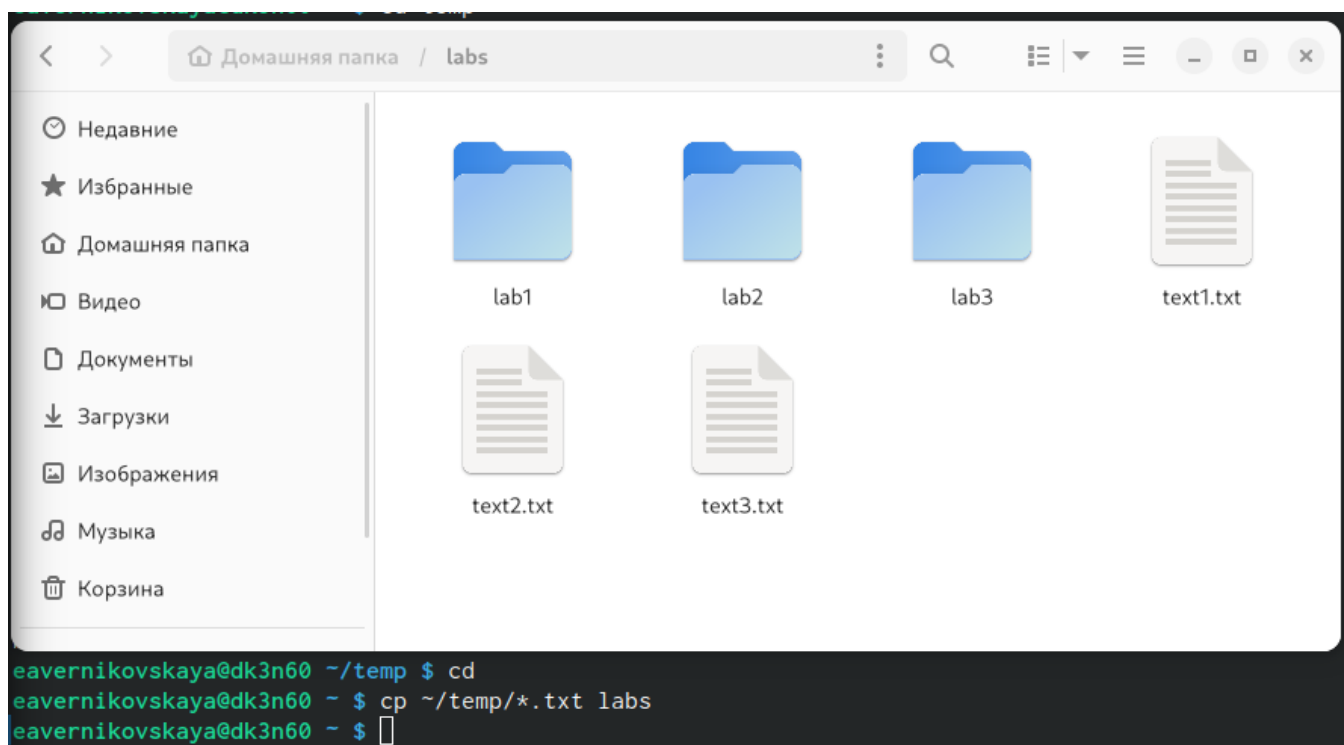 Домашняя папка / labs
Недавние
Избранные
Домашняя папка
Видео
Документы
Загрузки
Изображения
Музыка
Корзина
lab1 lab2 lab3 text1.txt
text2.txt text3.txt
eavernikovskaya@dk3n60 ~/temp $ cd
eavernikovskaya@dk3n60 ~ $ cp ~/temp/*.txt labs
eavernikovskaya@dk3n60 ~ $